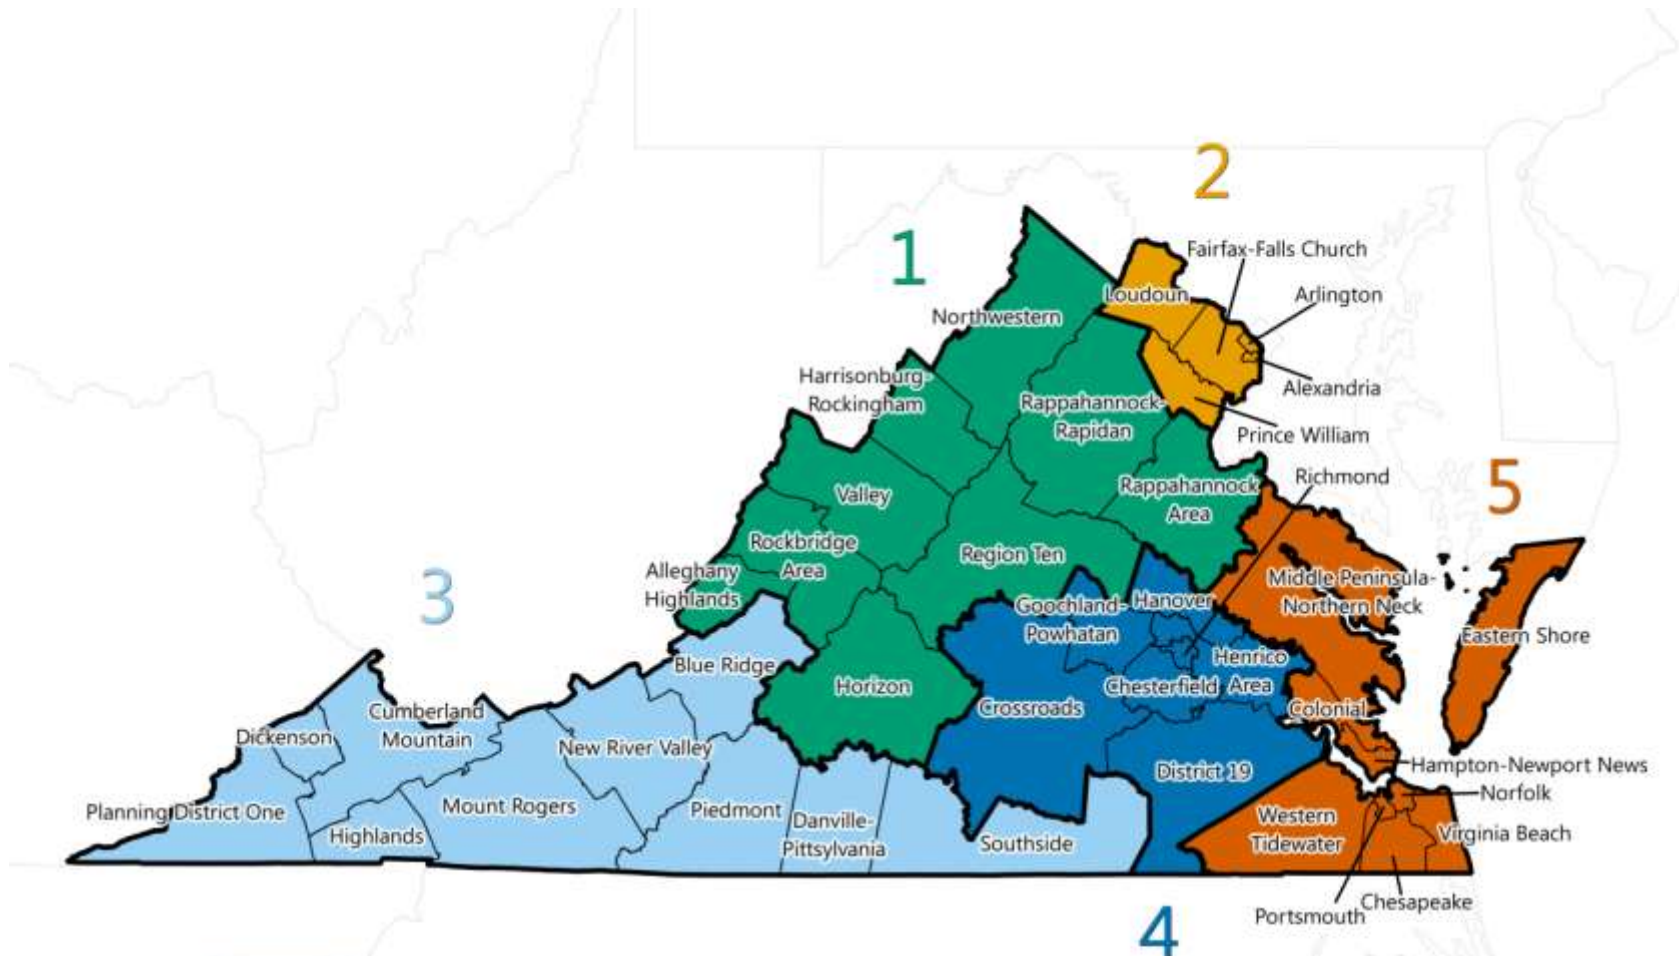 2
1
Fairfax-Falls Church
Loudoun
Arlington
Northwestern
Harrisonburg-
Rockingham
Alexandria
Rappahannock-
Rapidan
Prince William
Richmond
5
Valley
Rappahannock
Area
Rockbridge
Area
Region Ten
Alleghany
Highlands
3
Middle Peninsula-
Northern Neck
Goochland-
Powhatan
Hanover
Eastern Shore
Blue Ridge
Henrico
Area
Horizon
Chesterfield
Crossroads
Colonial
Cumberland
Mountain
Dickenson
New River Valley
Hampton-Newport News
District 19
Norfolk
Planning District One
Mount Rogers
Piedmont
Highlands
Danville-
Pittsylvania
Southside
Western
Tidewater
Virginia Beach
Chesapeake
Portsmouth
4